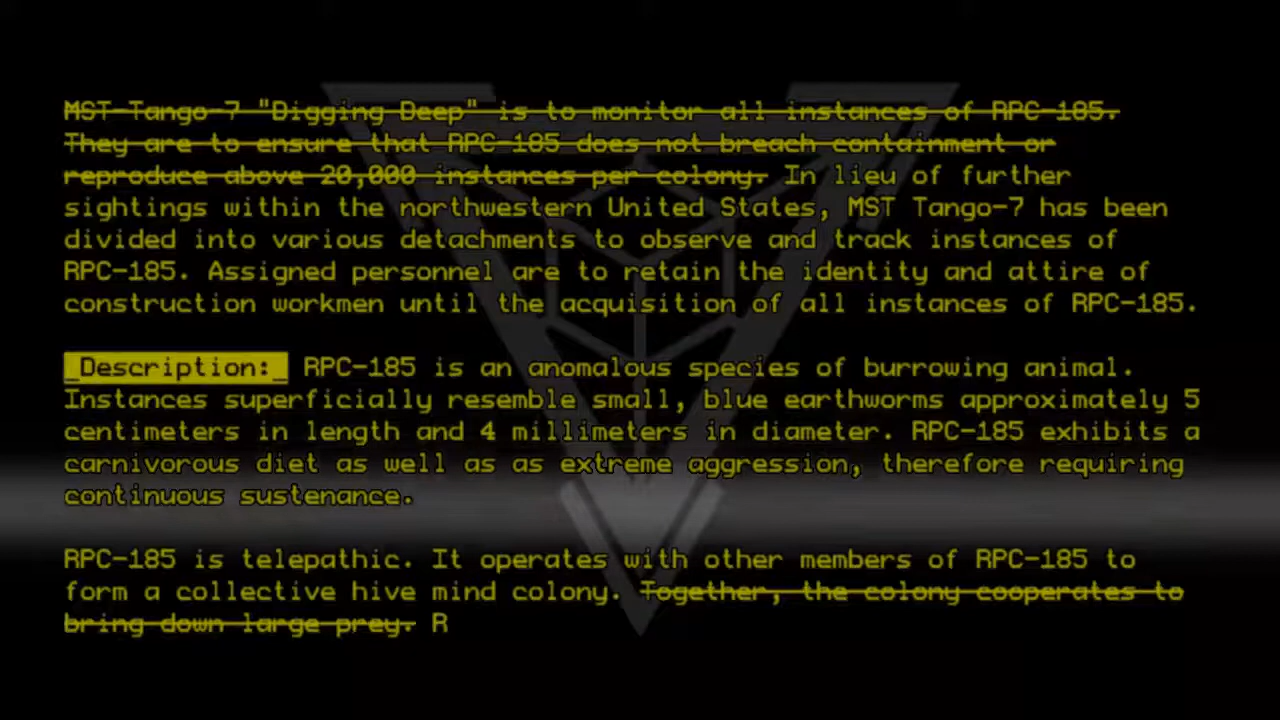 MST-Tango-7 "Digging Deep" is to monitor all instances of RPC-185.
They are to ensure that RPC-185 does not breach containment or
reproduce above 20,000 instances per colony. In lieu of further
sightings within the northwestern United States, MST Tango-7 has been
divided into various detachments to observe and track instances of
RPC-185. Assigned personnel are to retain the identity and attire of
construction workmen until the acquisition of all instances of RPC-185.
_Description:_ RPC-185 is an anomalous species of burrowing animal.
Instances superficially resemble small, blue earthworms approximately 5
centimeters in length and 4 millimeters in diameter. RPC-185 exhibits a
carnivorous diet as well as as extreme aggression, therefore requiring
continuous sustenance.
RPC-185 is telepathic. It operates with other members of RPC-185 to
form a collective hive mind colony. Together, the colony cooperates to
bring down large prey. R